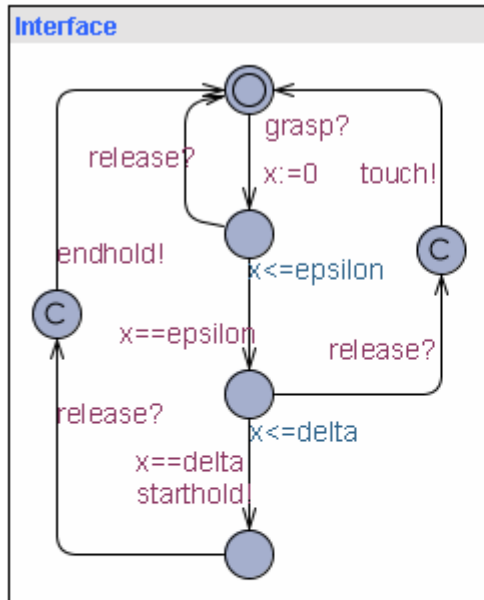 Interface
grasp?
release?
x:=0
touch!
endhold!
x<=epsilon
x==epsilon
release?
release?
x<=delta
x==delta
starthold!
C
C